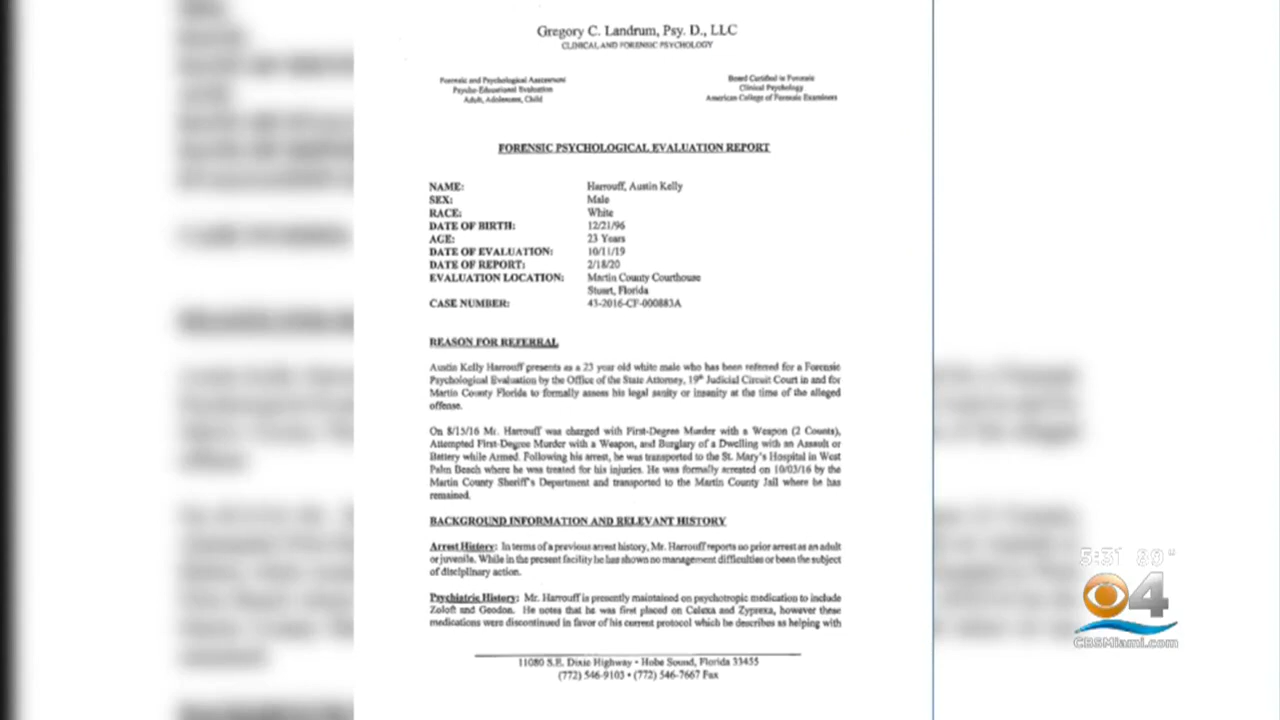 Gregory C. Landrum, Psy. D., LLC
CLINICAL AND FORENSIC PSYCHOLOGY
Forensic and Psychological Assessment
Psycho-Educational Evaluation
Adult, Adolescent, Child
Board Certified in Forensic
Clinical Psychology
American College of Forensic Examiners
FORENSIC PSYCHOLOGICAL EVALUATION REPORT
NAME: Harrouff, Austin Kelly
SEX: Male
RACE: White
DATE OF BIRTH: 12/21/96
AGE: 23 Years
DATE OF EVALUATION: 10/11/19
DATE OF REPORT: 2/18/20
EVALUATION LOCATION: Martin County Courthouse
Stuart, Florida
CASE NUMBER: 43-2016-CF-000883A
REASON FOR REFERRAL
Austin Kelly Harrouff presents as a 23 year old white male who has been referred for a Forensic
Psychological Evaluation by the Office of the State Attorney, 19th Judicial Circuit Court in and for
Martin County Florida to formally assess his legal sanity or insanity at the time of the alleged
offense.
On 8/15/16 Mr. Harrouff was charged with First-Degree Murder with a Weapon (2 Counts),
Attempted First-Degree Murder with a Weapon, and Burglary of a Dwelling with an Assault or
Battery while Armed. Following his arrest, he was transported to the St. Mary's Hospital in West
Palm Beach where he was treated for his injuries. He was formally arrested on 10/03/16 by the
Martin County Sheriff's Department and transported to the Martin County Jail where he has
remained.
BACKGROUND INFORMATION AND RELEVANT HISTORY
Arrest History: In terms of a previous arrest history, Mr. Harrouff reports no prior arrest as an adult
or juvenile. While in the present facility he has shown no management difficulties or been the subject
of disciplinary action.
Psychiatric History: Mr. Harrouff is presently maintained on psychotropic medication to include
Zoloft and Geodon. He notes that he was first placed on Celexa and Zyprexa, however these
medications were discontinued in favor of his current protocol which he describes as helping with
11080 S.E. Dixie Highway • Hobe Sound, Florida 33455
(772) 546-9103 • (772) 546-7667 Fax
5:31 89°
4
CBSMiami.com